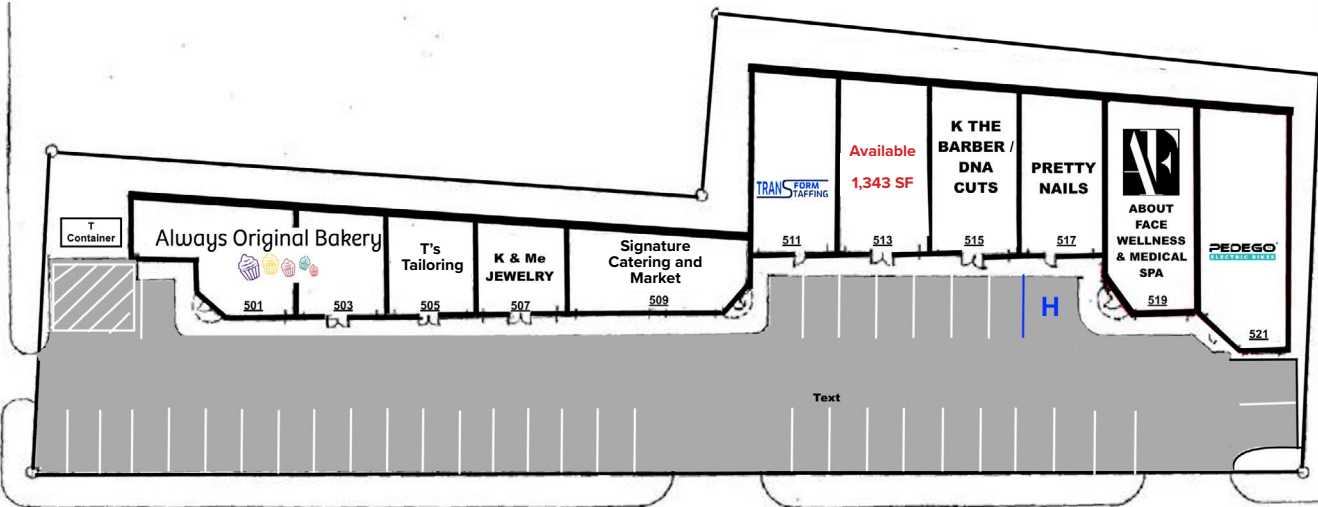 T
Container
Always Original Bakery
501
503
T's
Tailoring
505
K & Me
JEWELRY
507
Signature
Catering and
Market
509
TRANSFORM
STAFFING
511
Available
1,343 SF
513
K THE
BARBER /
DNA
CUTS
515
PRETTY
NAILS
517
AF
ABOUT
FACE
WELLNESS
& MEDICAL
SPA
519
PEDEGO
ELECTRIC BIKES
521
H
Text